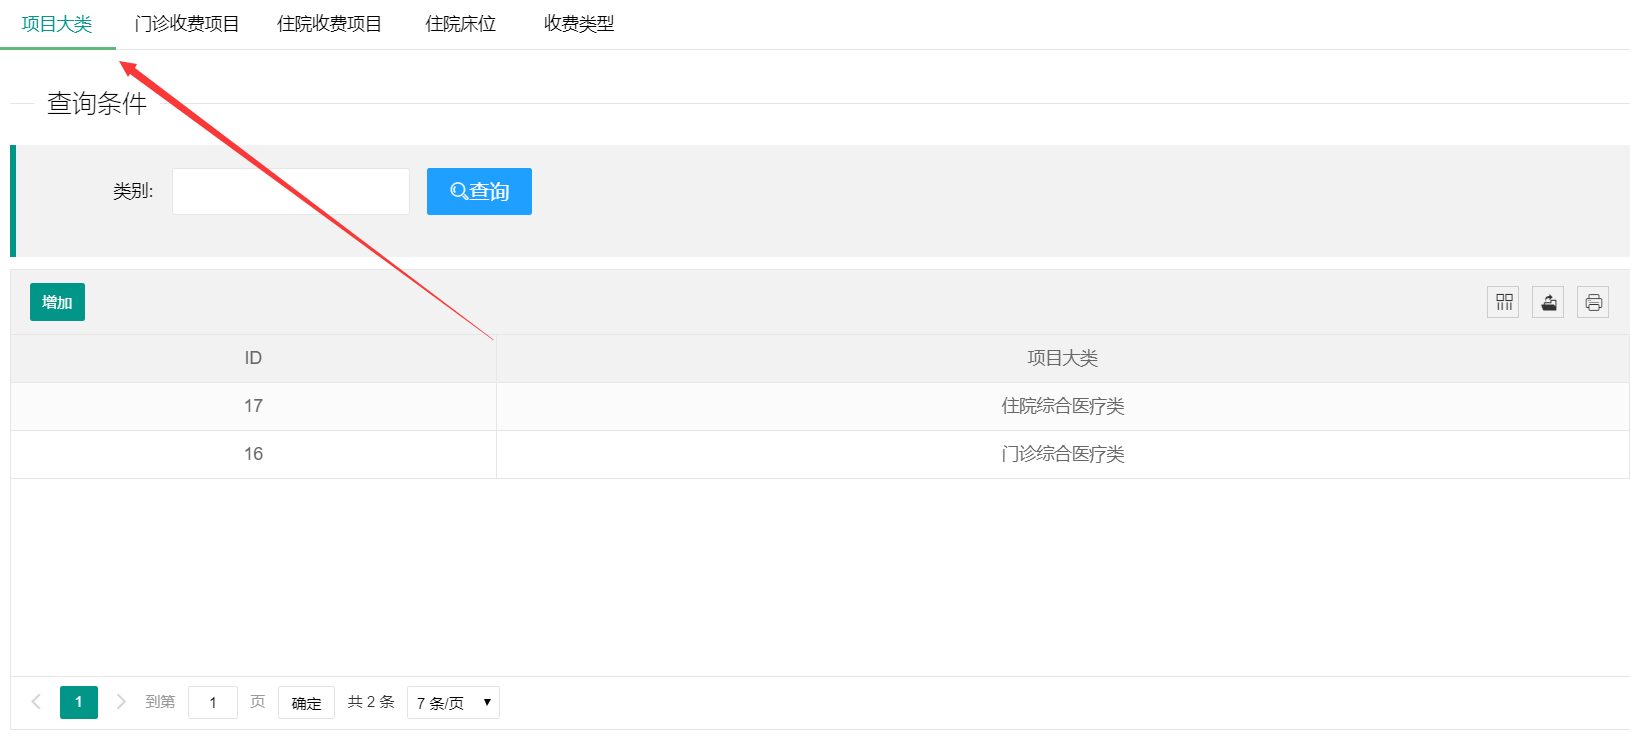 项目大类 门诊收费项目 住院收费项目 住院床位 收费类型
查询条件
类别: 查询
增加
ID 项目大类
17 住院综合医疗类
16 门诊综合医疗类
1 到第 1 页 确定 共 2 条 7 条/页